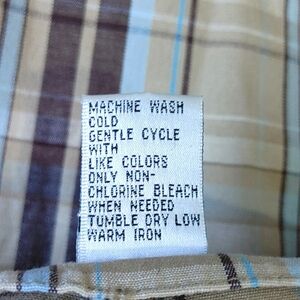 MACHINE WASH
COLD
GENTLE CYCLE
WITH
LIKE COLORS
ONLY NON-
CHLORINE BLEACH
WHEN NEEDED
TUMBLE DRY LOW
WARM IRON